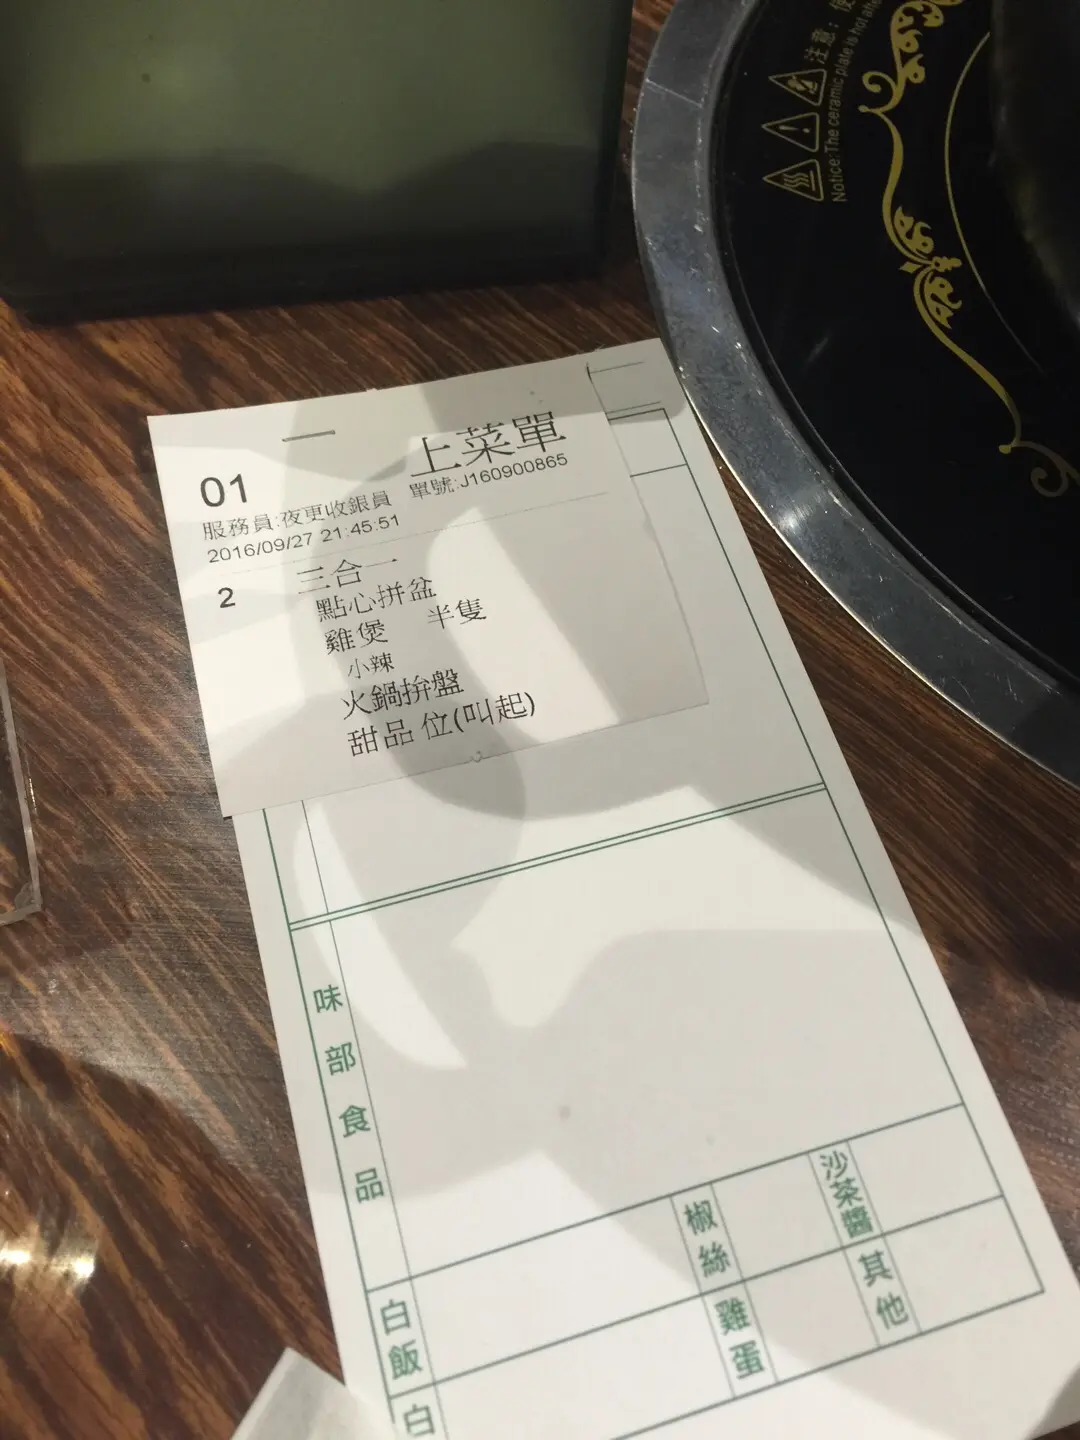 注意：使
Notice:The ceramic plate is hot afte
上菜單
01
單號:J160900865
服務員:夜更收銀員
2016/09/27 21:45:51
2 三合一
點心拼盆
雞煲 半隻
小辣
火鍋拚盤
甜品 位(叫起)
味部食品
椒絲
沙茶醬
白飯
雞蛋
其他
白